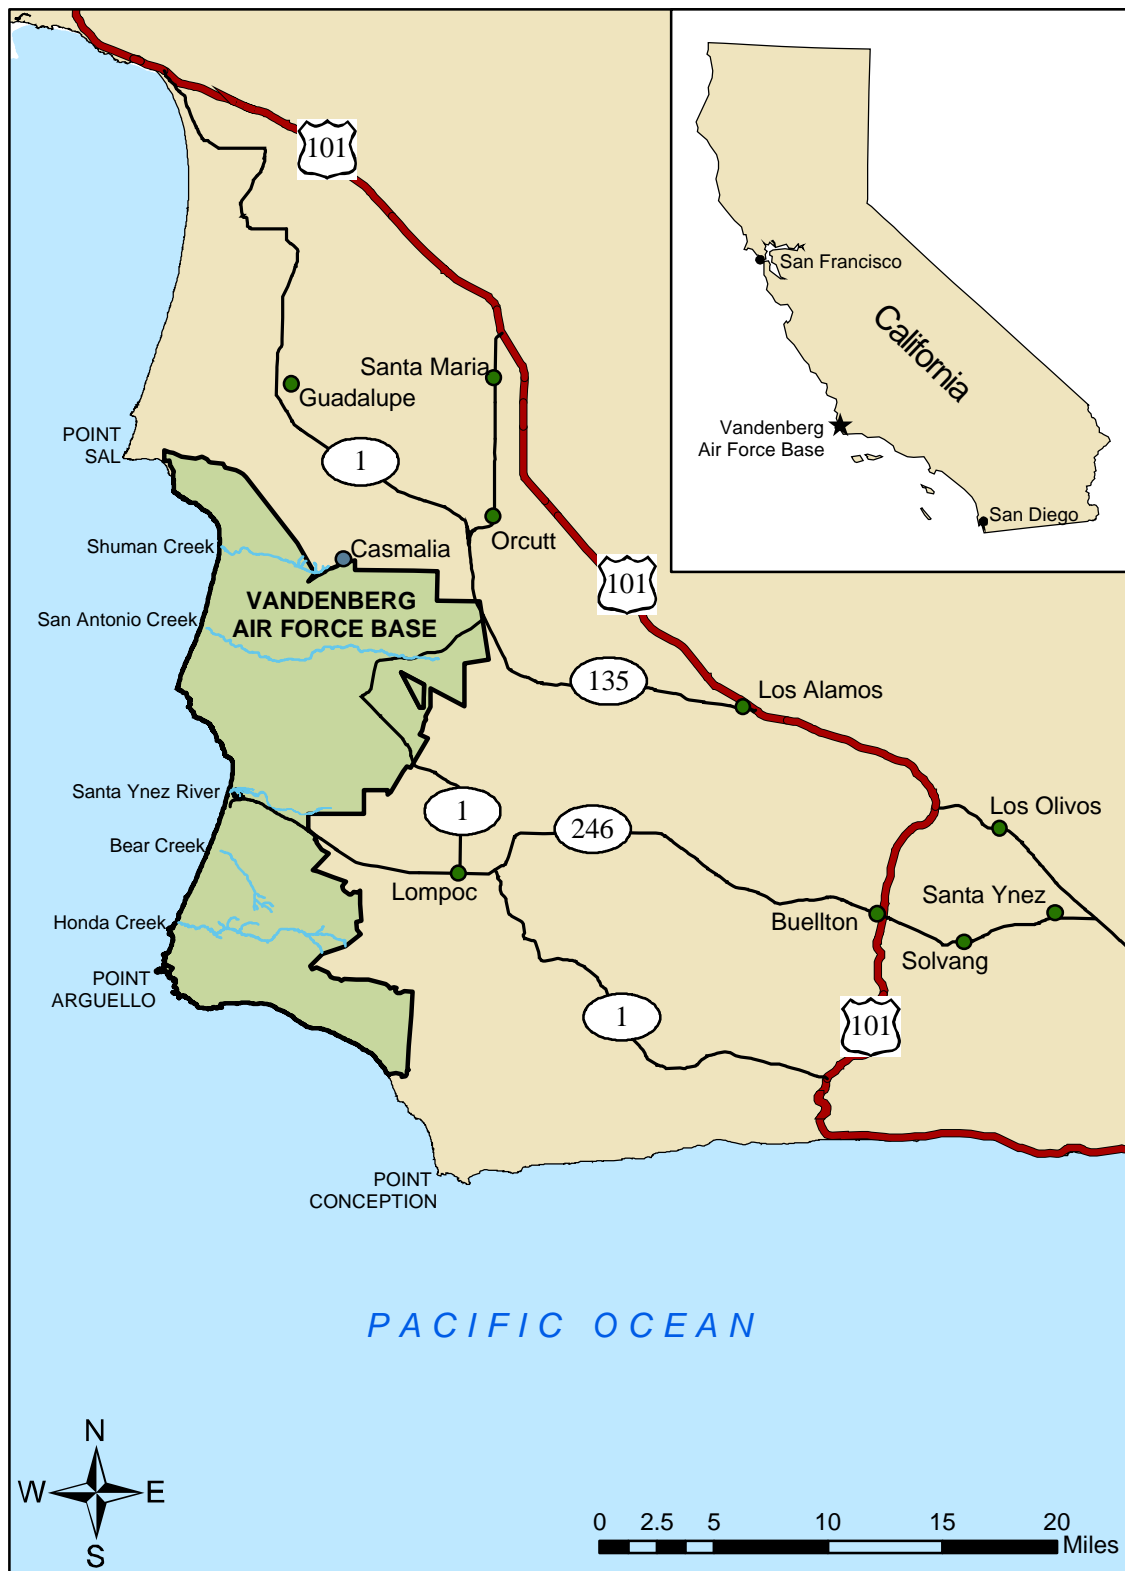 101
San Francisco
California
Vandenberg
Air Force Base
San Diego
Santa Maria
Guadalupe
POINT
SAL
1
Orcutt
Shuman Creek
Casmalia
101
VANDENBERG
AIR FORCE BASE
San Antonio Creek
135
Los Alamos
Santa Ynez River
1
246
Los Olivos
Bear Creek
Lompoc
Santa Ynez
Buellton
Honda Creek
Solvang
POINT
ARGUELLO
1
101
POINT
CONCEPTION
PACIFIC OCEAN
N
W
E
S
0 2.5 5 10 15 20
Miles